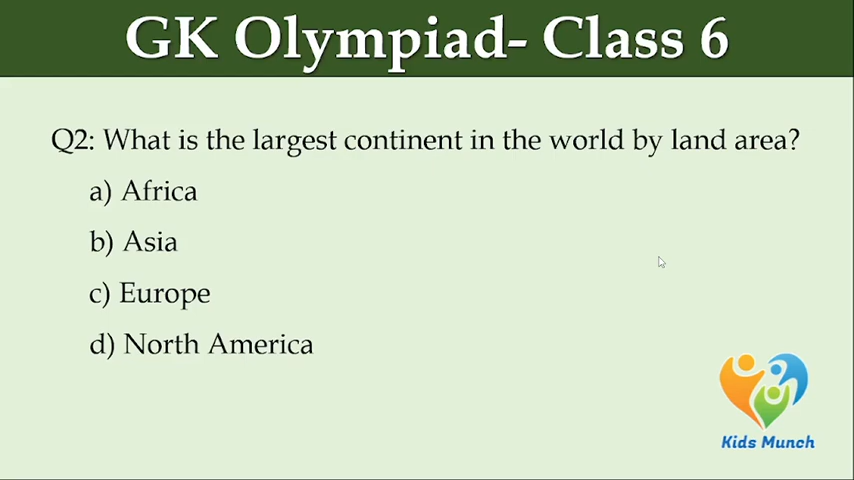 GK Olympiad- Class 6
Q2: What is the largest continent in the world by land area?
a) Africa
b) Asia
c) Europe
d) North America
Kids Munch